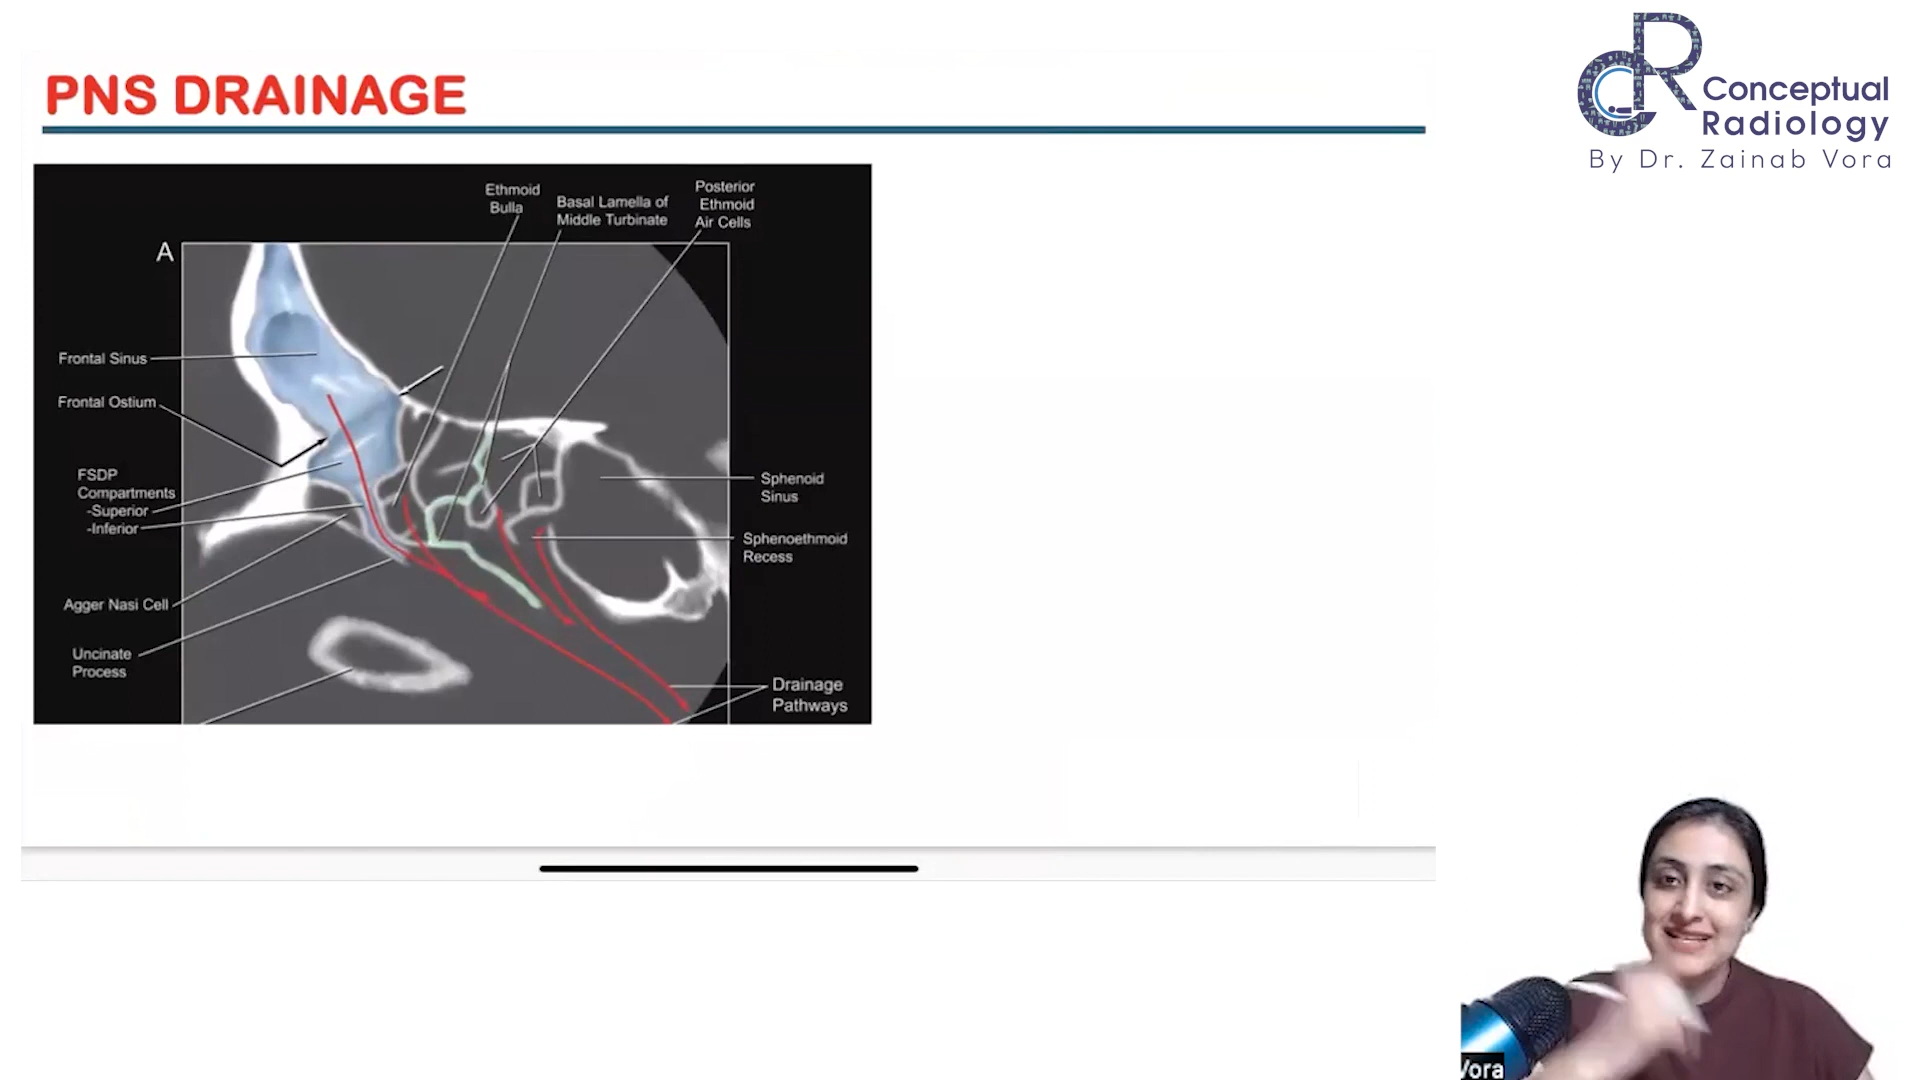 PNS DRAINAGE
CR Conceptual
Radiology
By Dr. Zainab Vora
Ethmoid
Bulla
Basal Lamella of
Middle Turbinate
Posterior
Ethmoid
Air Cells
A
Frontal Sinus
Frontal Ostium
FSDP
Compartments
-Superior
-Inferior
Agger Nasi Cell
Uncinate
Process
Sphenoid
Sinus
Sphenoethmoid
Recess
Drainage
Pathways
Vora